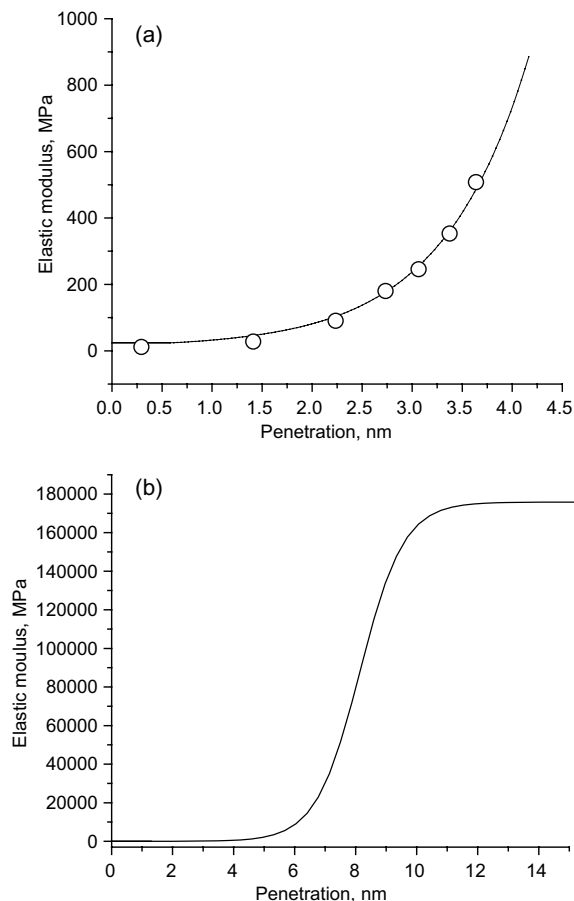 (a)
1000
800
600
400
200
0
Elastic modulus, MPa
0.0 0.5 1.0 1.5 2.0 2.5 3.0 3.5 4.0 4.5
Penetration, nm
(b)
180000
160000
140000
120000
100000
80000
60000
40000
20000
0
Elastic moulus, MPa
0 2 4 6 8 10 12 14
Penetration, nm